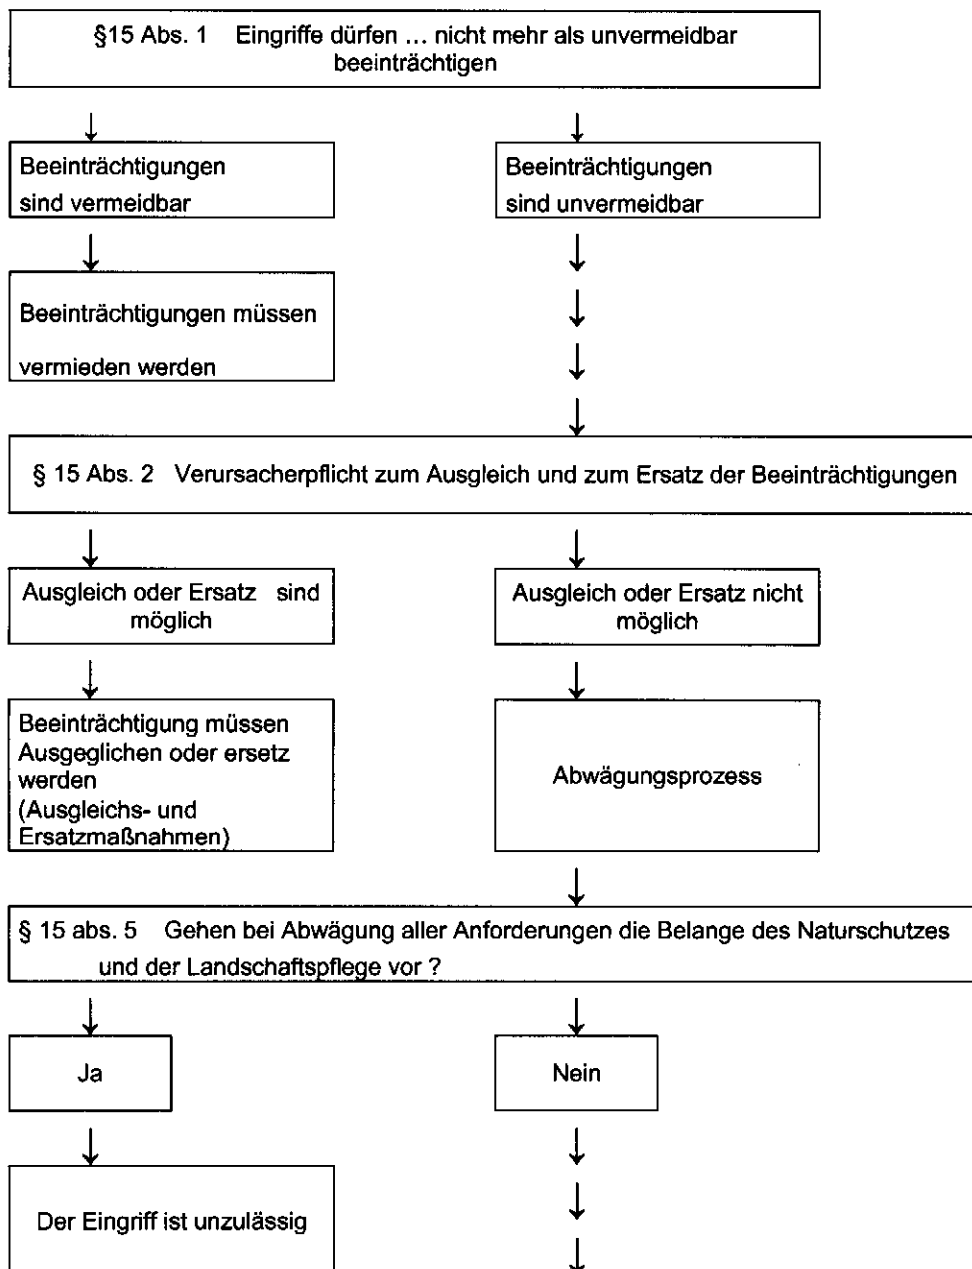 §15 Abs. 1 Eingriffe dürfen ... nicht mehr als unvermeidbar
beeinträchtigen
Beeinträchtigungen
sind vermeidbar
Beeinträchtigungen
sind unvermeidbar
Beeinträchtigungen müssen
vermieden werden
§ 15 Abs. 2 Verursacherpflicht zum Ausgleich und zum Ersatz der Beeinträchtigungen
Ausgleich oder Ersatz sind
möglich
Ausgleich oder Ersatz nicht
möglich
Beeinträchtigung müssen
Ausgeglichen oder ersetz
werden
(Ausgleichs- und
Ersatzmaßnahmen)
Abwägungsprozess
§ 15 abs. 5 Gehen bei Abwägung aller Anforderungen die Belange des Naturschutzes
und der Landschaftspflege vor ?
Ja
Nein
Der Eingriff ist unzulässig